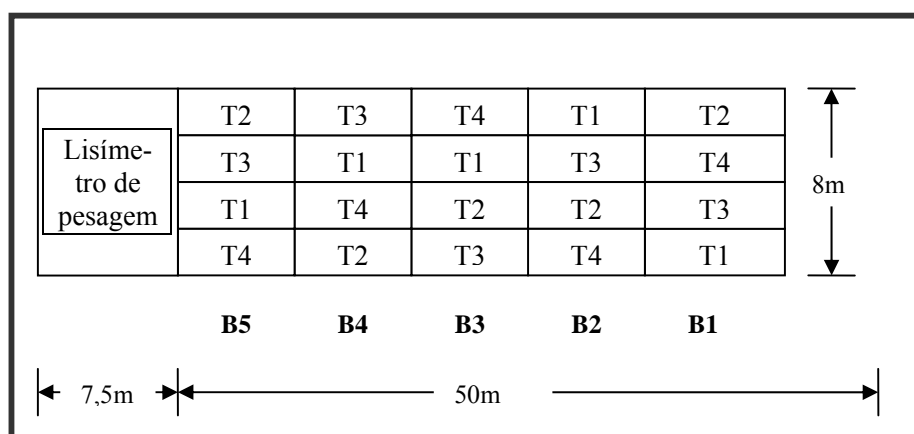 T2 T3 T4 T1 T2
Lisíme-
tro de
pesagem
T3 T1 T1 T3 T4
8m
T1 T4 T2 T2 T3
T4 T2 T3 T4 T1
B5 B4 B3 B2 B1
7,5m 50m